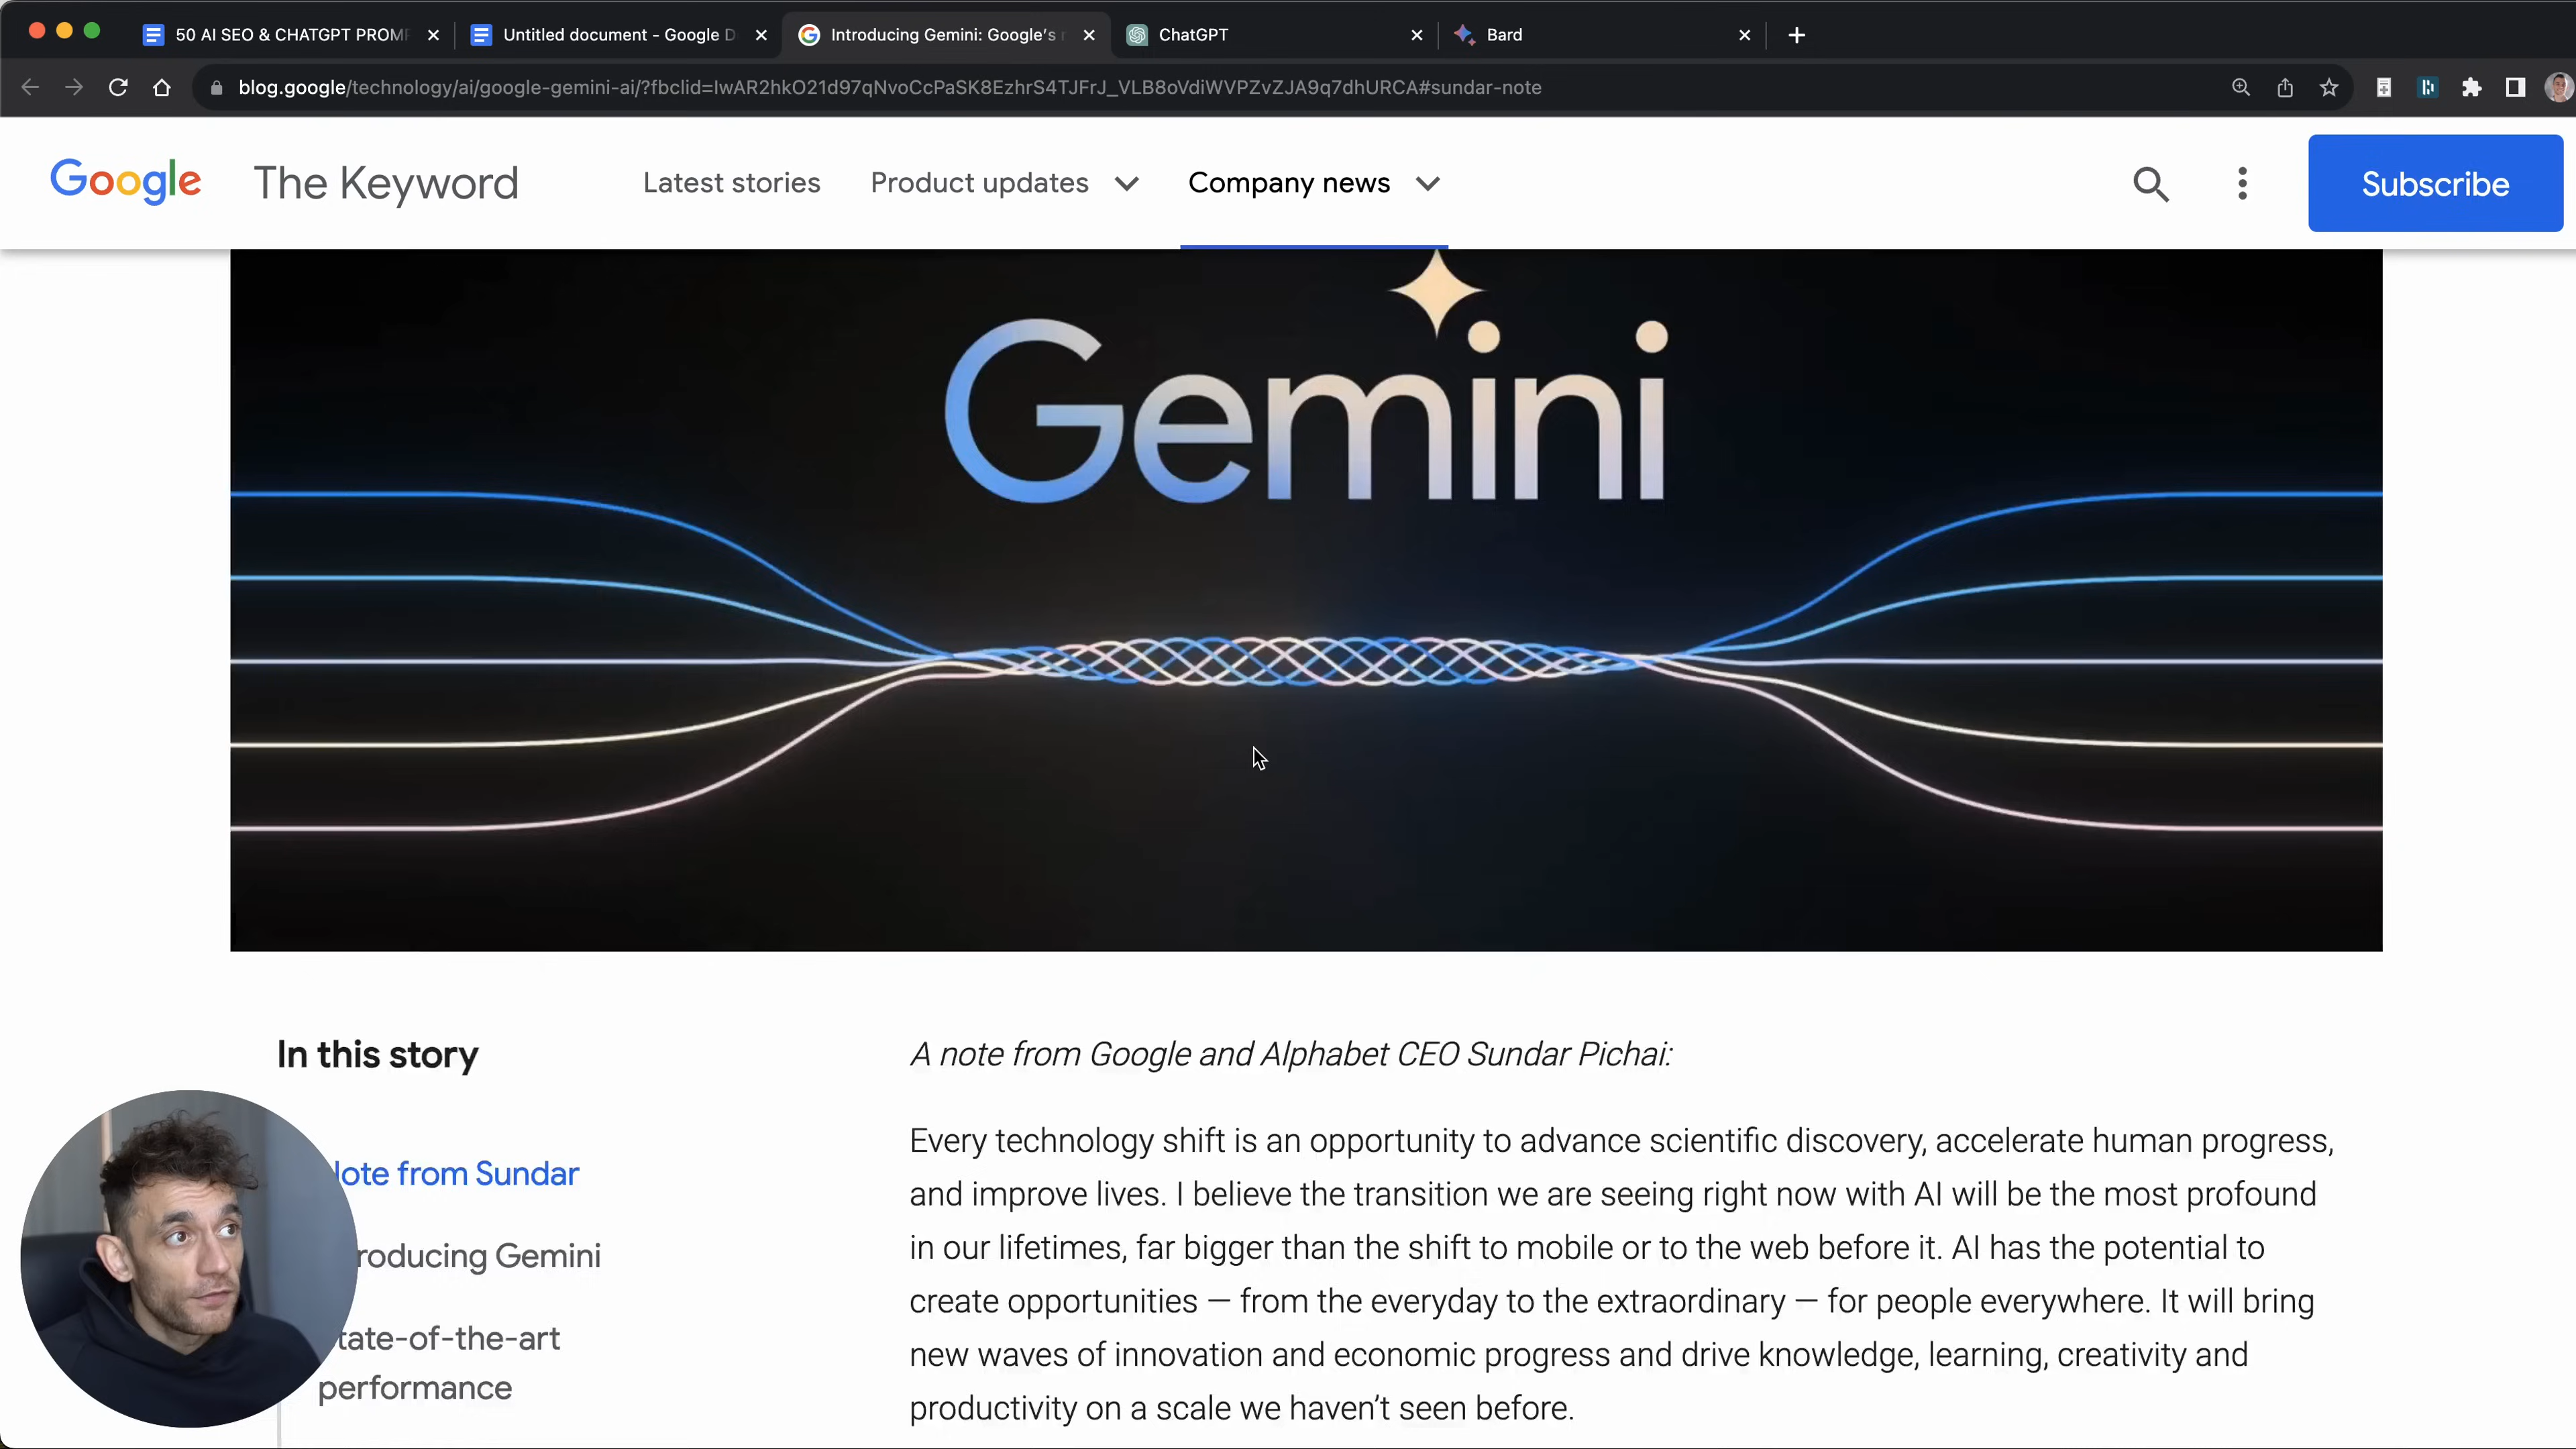 50 AI SEO & CHATGPT PROM
Untitled document - Google D
Introducing Gemini: Google's
ChatGPT
Bard
blog.google/technology/ai/google-gemini-ai/?fbclid=IwAR2hkO21d97qNvoCcPaSK8EzhrS4TJFrJ_VLB8oVdiWVPZvZJA9q7dhURCA#sundar-note
Google The Keyword Latest stories Product updates Company news Subscribe
Gemini
In this story
ote from Sundar
roducing Gemini
tate-of-the-art
performance
A note from Google and Alphabet CEO Sundar Pichai:
Every technology shift is an opportunity to advance scientific discovery, accelerate human progress,
and improve lives. I believe the transition we are seeing right now with AI will be the most profound
in our lifetimes, far bigger than the shift to mobile or to the web before it. AI has the potential to
create opportunities — from the everyday to the extraordinary — for people everywhere. It will bring
new waves of innovation and economic progress and drive knowledge, learning, creativity and
productivity on a scale we haven't seen before.